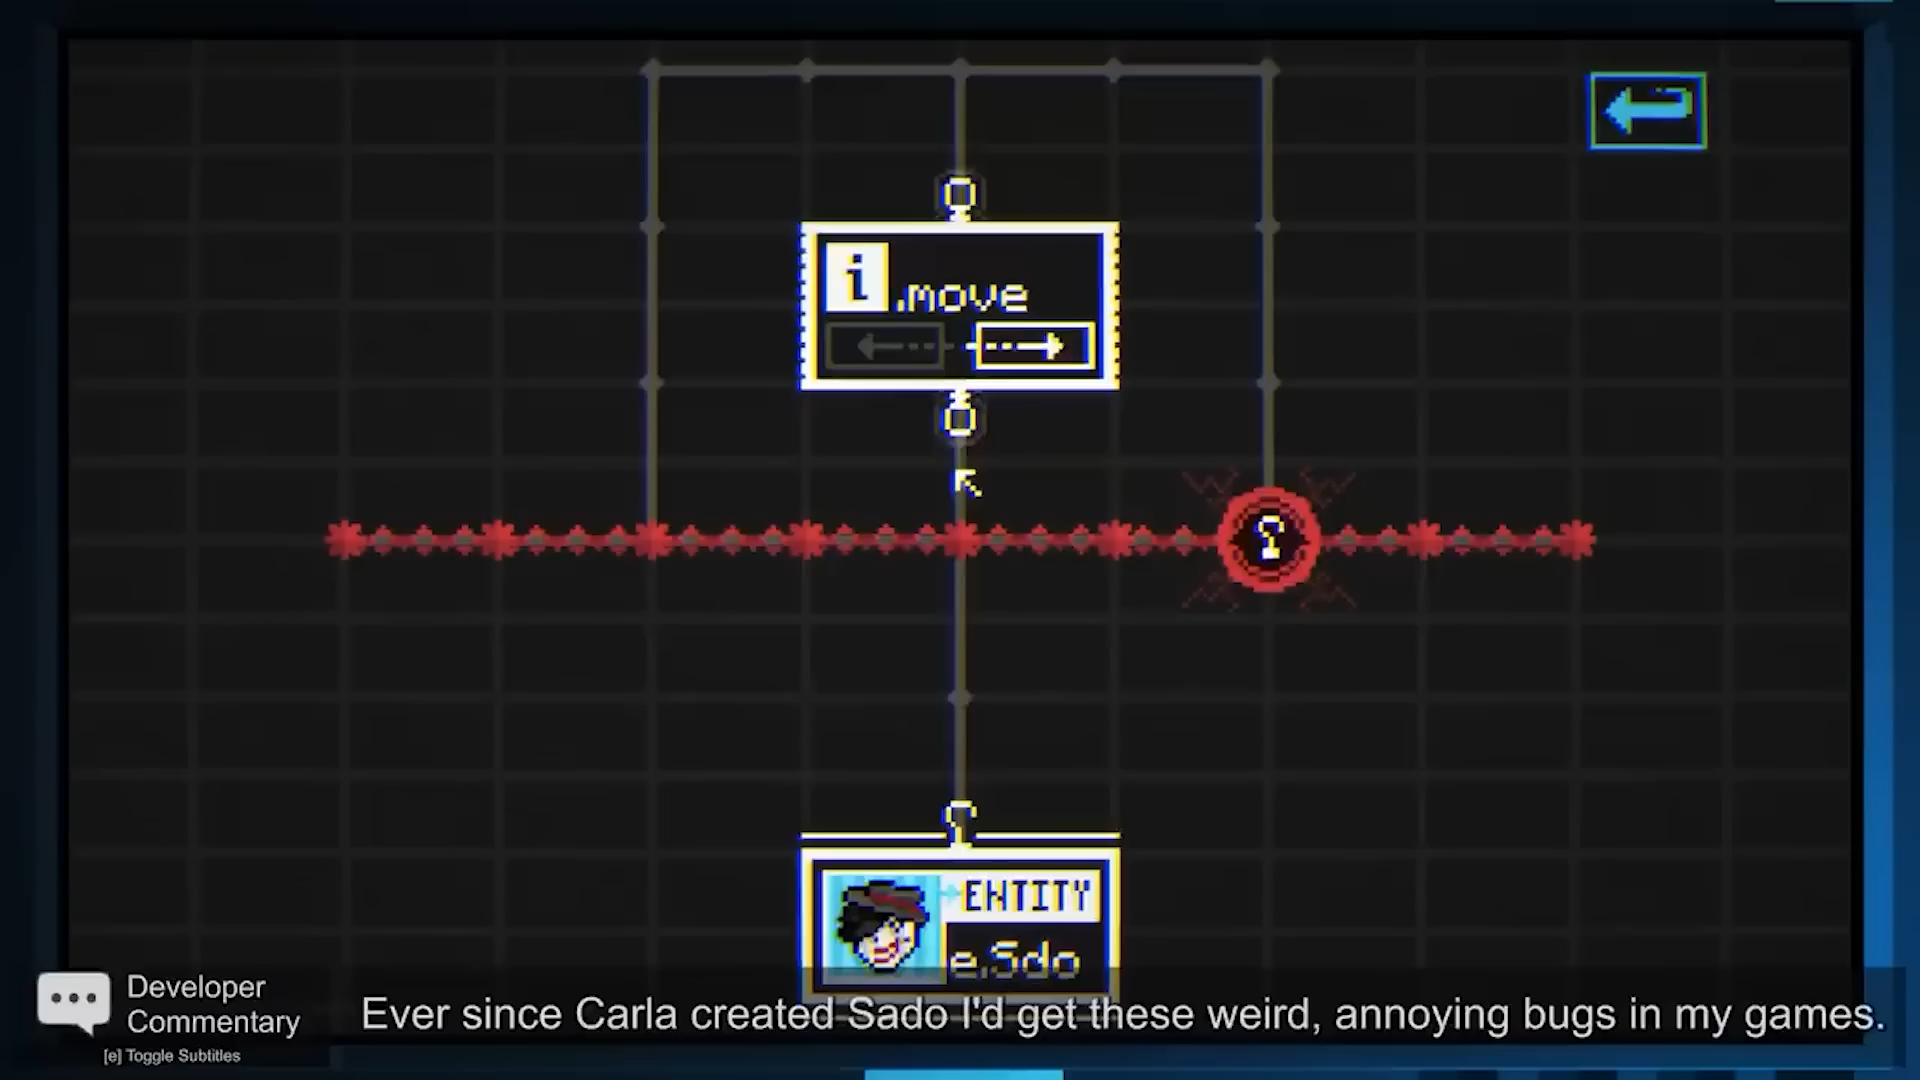 i .move
ENTITY
e.Sdo
Developer
Commentary
Ever since Carla created Sado I'd get these weird, annoying bugs in my games.
[e] Toggle Subtitles